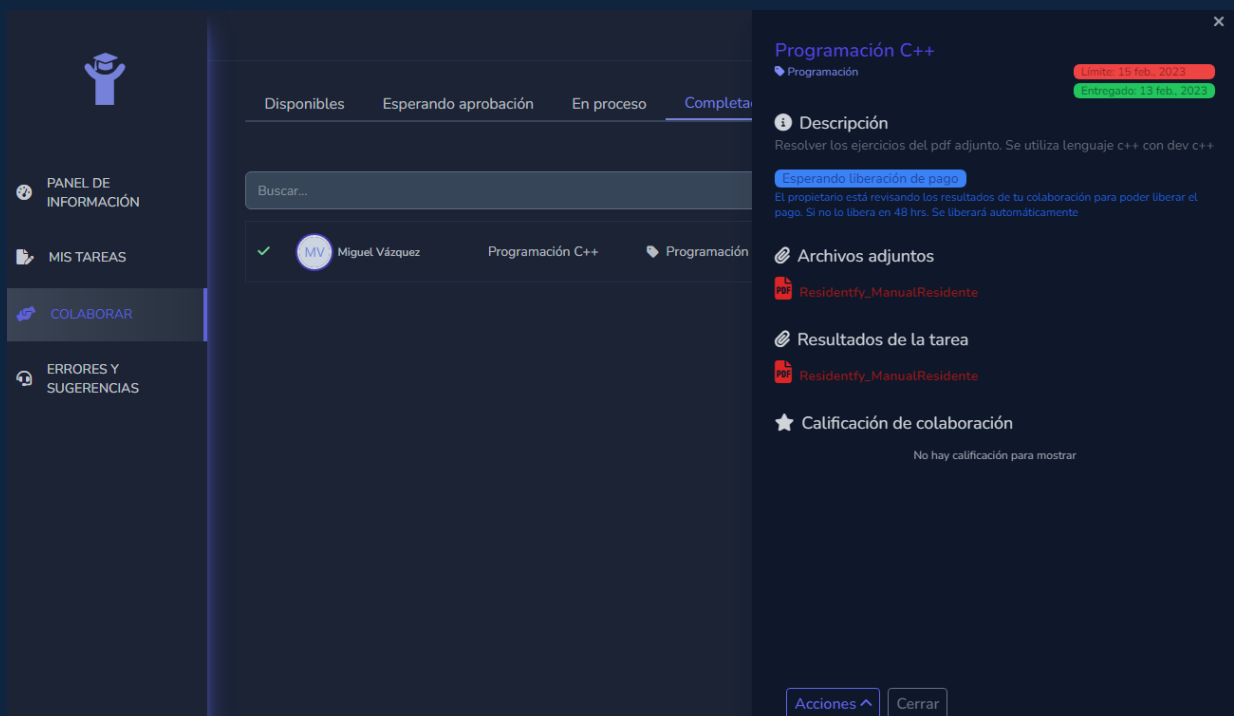 PANEL DE
INFORMACIÓN
MIS TAREAS
COLABORAR
ERRORES Y
SUGERENCIAS
Disponibles
Esperando aprobación
En proceso
Completa
Buscar...
MV
Miguel Vázquez
Programación C++
Programación
×
Programación C++
Programación
Límite: 15 feb., 2023
Entregado: 13 feb., 2023
Descripción
Resolver los ejercicios del pdf adjunto. Se utiliza lenguaje c++ con dev c++
Esperando liberación de pago
El propietario está revisando los resultados de tu colaboración para poder liberar el
pago. Si no lo libera en 48 hrs. Se liberará automáticamente
Archivos adjuntos
PDF
Residentfy_ManualResidente
Resultados de la tarea
PDF
Residentfy_ManualResidente
Calificación de colaboración
No hay calificación para mostrar
Acciones
Cerrar